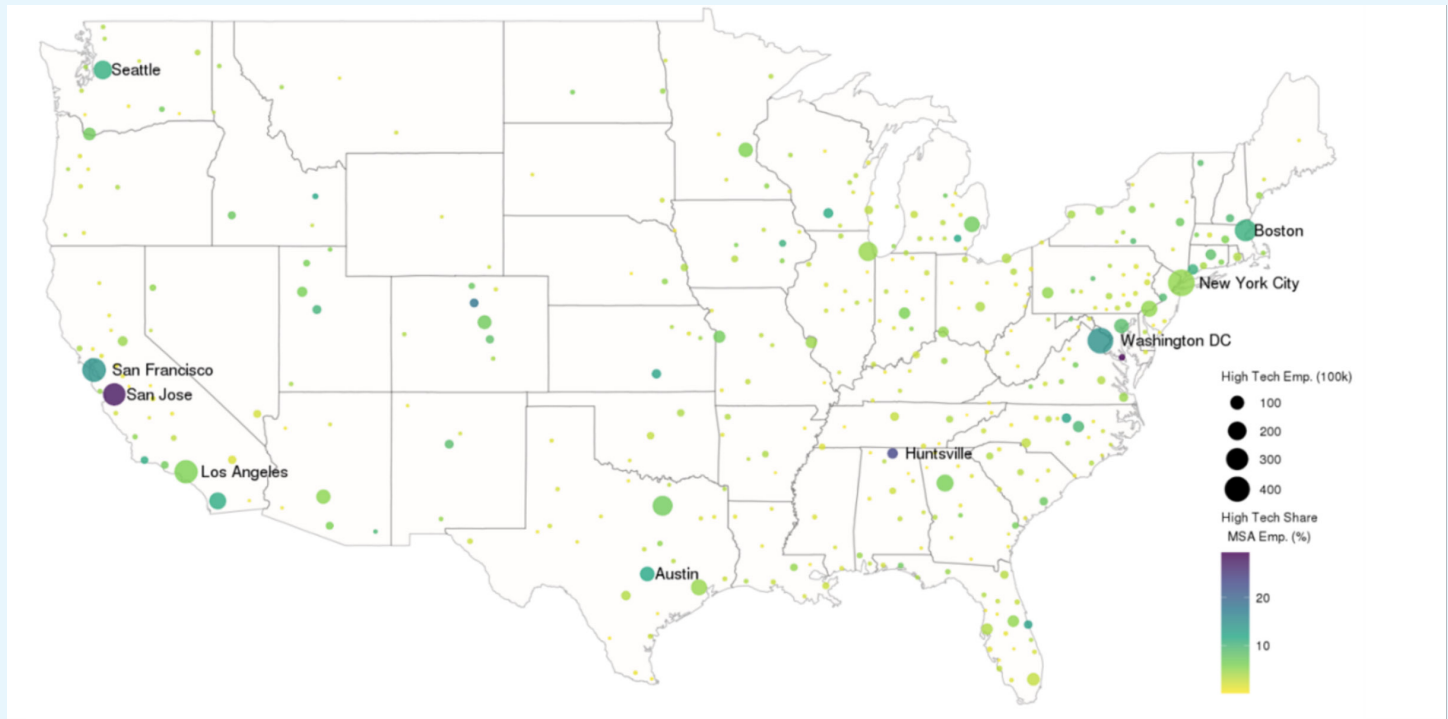 Seattle
Boston
New York City
Washington DC
San Francisco
San Jose
Los Angeles
Huntsville
Austin
High Tech Emp. (100k)
100
200
300
400
High Tech Share
MSA Emp. (%)
20
10